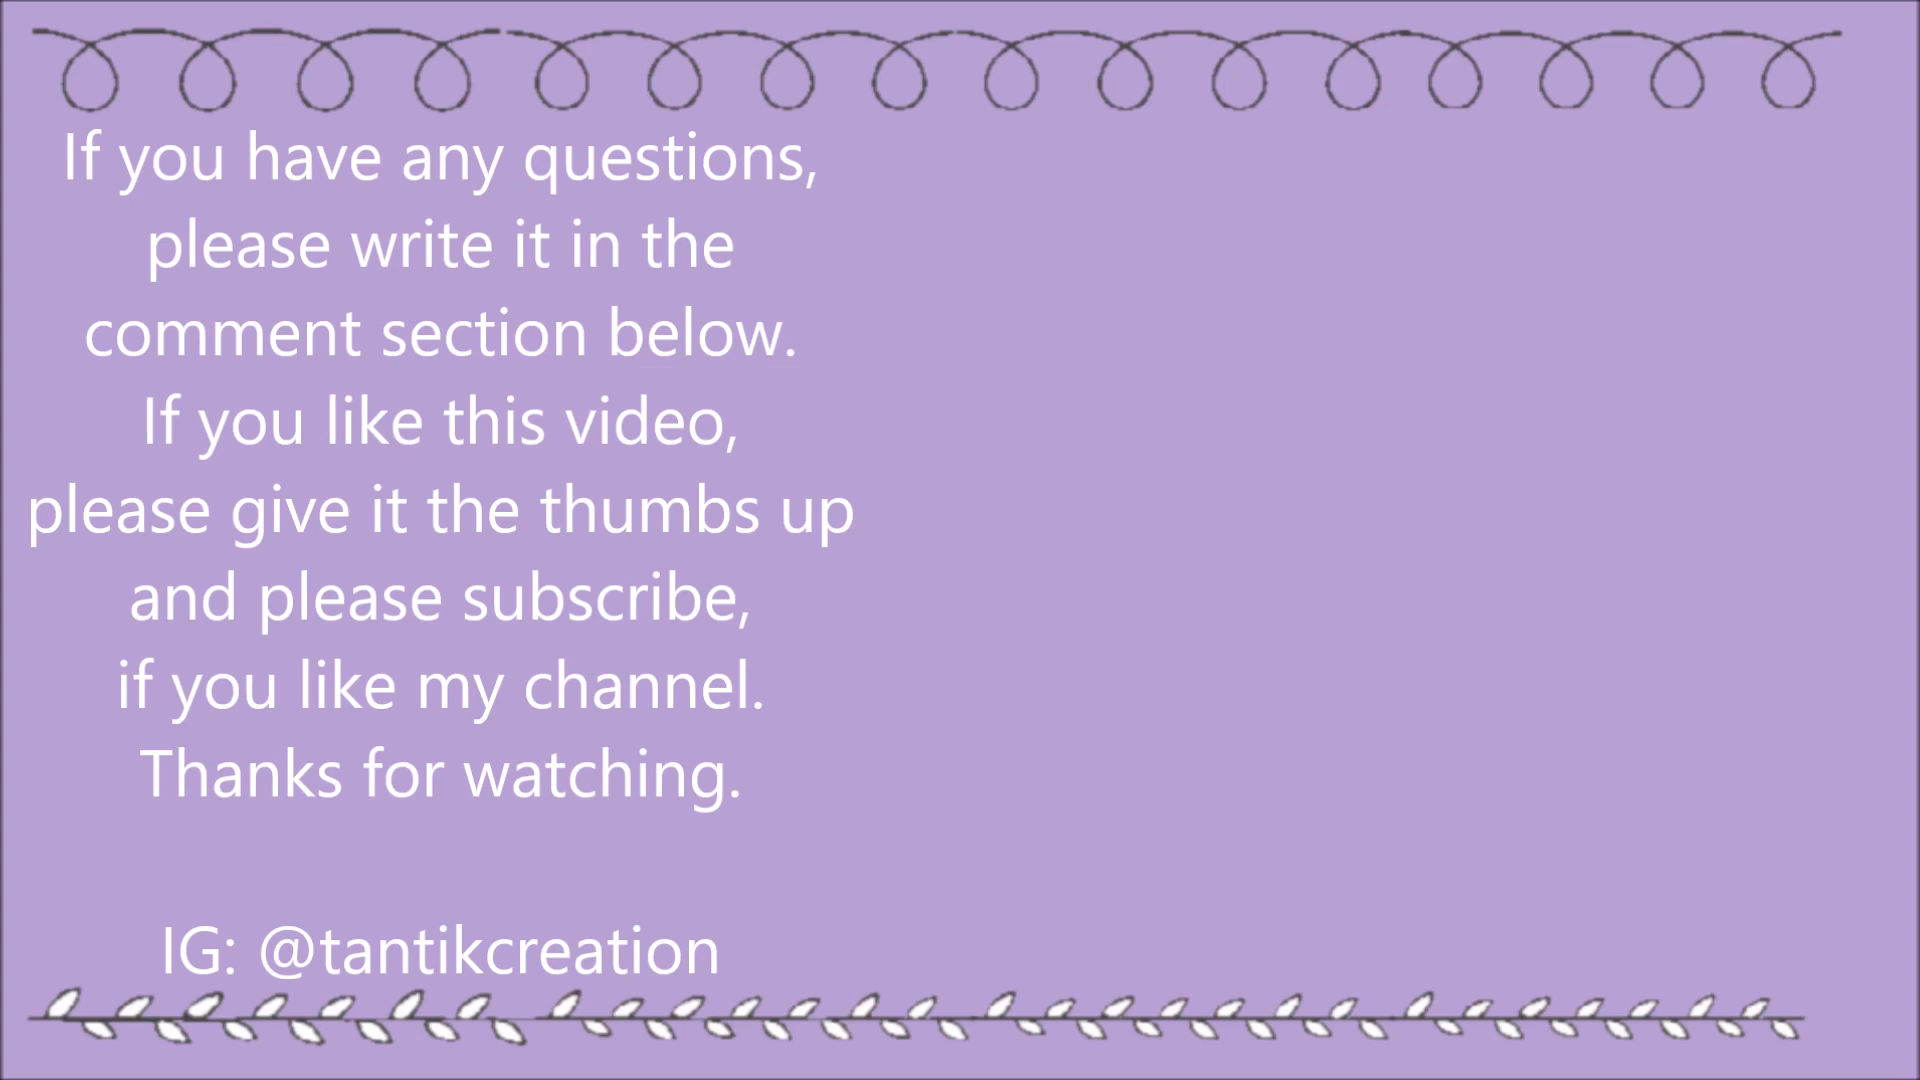 If you have any questions,
please write it in the
comment section below.
If you like this video,
please give it the thumbs up
and please subscribe,
if you like my channel.
Thanks for watching.
IG: @tantikcreation